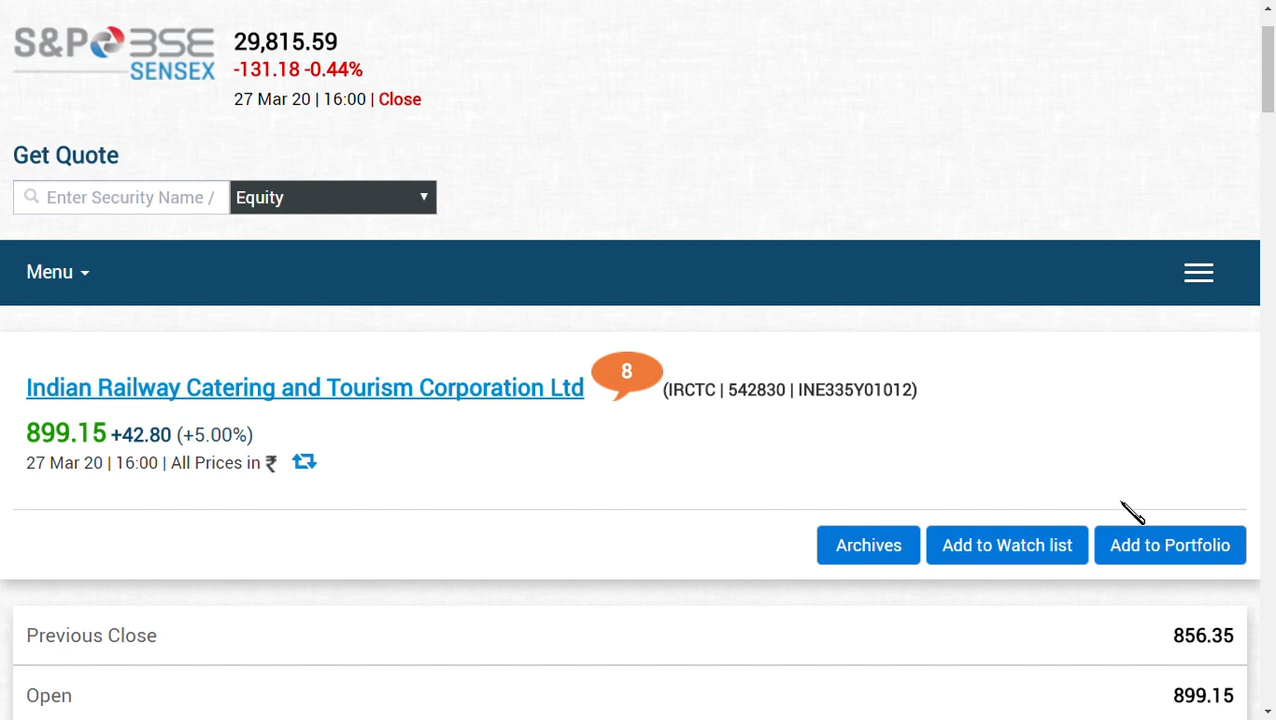 S&P BSE
SENSEX
29,815.59
-131.18 -0.44%
27 Mar 20 | 16:00 | Close
Get Quote
Enter Security Name /
Equity
Menu
Indian Railway Catering and Tourism Corporation Ltd
8
(IRCTC | 542830 | INE335Y01012)
899.15 +42.80 (+5.00%)
27 Mar 20 | 16:00 | All Prices in ₹
Archives
Add to Watch list
Add to Portfolio
Previous Close 856.35
Open 899.15